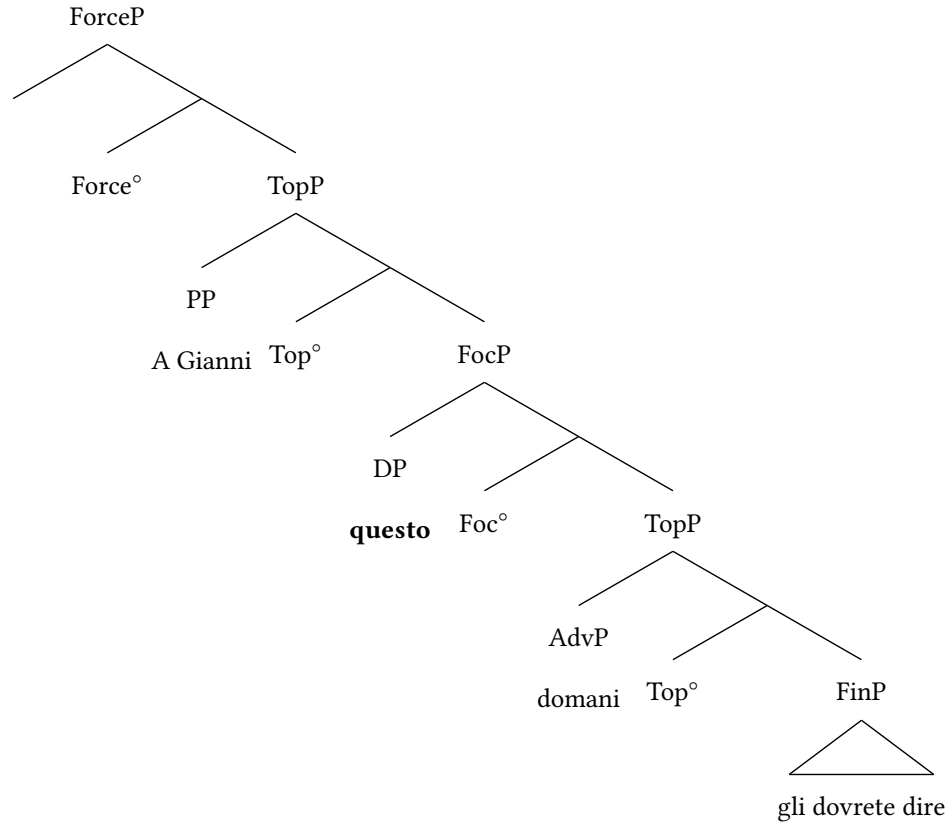 ForceP
Force° TopP
PP
A Gianni Top° FocP
DP
questo Foc° TopP
AdvP
domani Top° FinP
gli dovrete dire